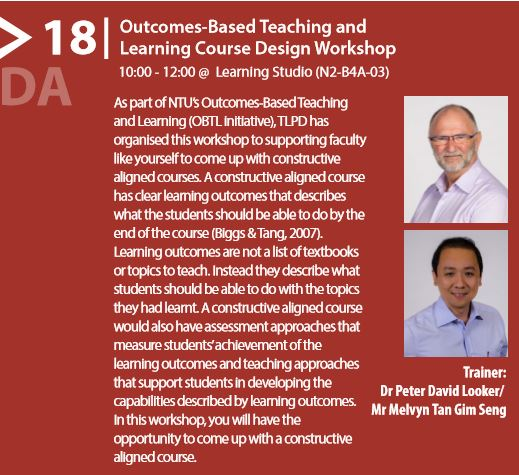 > 18 | Outcomes-Based Teaching and
Learning Course Design Workshop
10:00 - 12:00 @ Learning Studio (N2-B4A-03)
DA
As part of NTU's Outcomes-Based Teaching
and Learning (OBTL initiative), TLPD has
organised this workshop to supporting faculty
like yourself to come up with constructive
aligned courses. A constructive aligned course
has clear learning outcomes that describes
what the students should be able to do by the
end of the course (Biggs & Tang, 2007).
Learning outcomes are not a list of textbooks
or topics to teach. Instead they describe what
students should be able to do with the topics
they had learnt. A constructive aligned course
would also have assessment approaches that
measure students' achievement of the
learning outcomes and teaching approaches
that support students in developing the
capabilities described by learning outcomes.
In this workshop, you will have the
opportunity to come up with a constructive
aligned course.
Trainer:
Dr Peter David Looker/
Mr Melvyn Tan Gim Seng